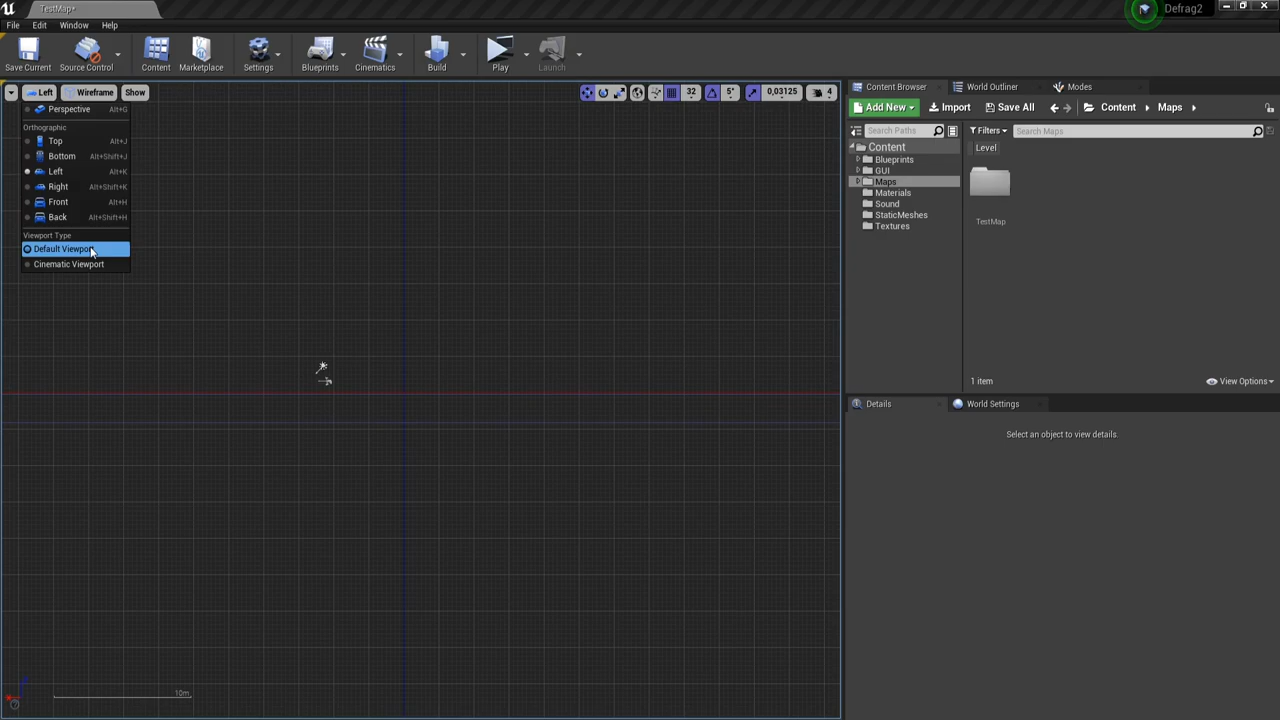 TestMap*
Defrag2
File Edit Window Help
Save Current Source Control Content Marketplace Settings Blueprints Cinematics Build Play Launch
Left Wireframe Show 32 5° 0,03125 4
Perspective Alt+G
Orthographic
Top Alt+J
Bottom Alt+Shift+J
Left Alt+K
Right Alt+Shift+K
Front Alt+H
Back Alt+Shift+H
Viewport Type
Default Viewport
Cinematic Viewport
10m
Content Browser World Outliner Modes
Add New Import Save All Content Maps
Search Paths Filters Search Maps
Content
Blueprints
GUI
Maps
Materials
Sound
StaticMeshes
Textures
Level
TestMap
1 item View Options
Details World Settings
Select an object to view details.